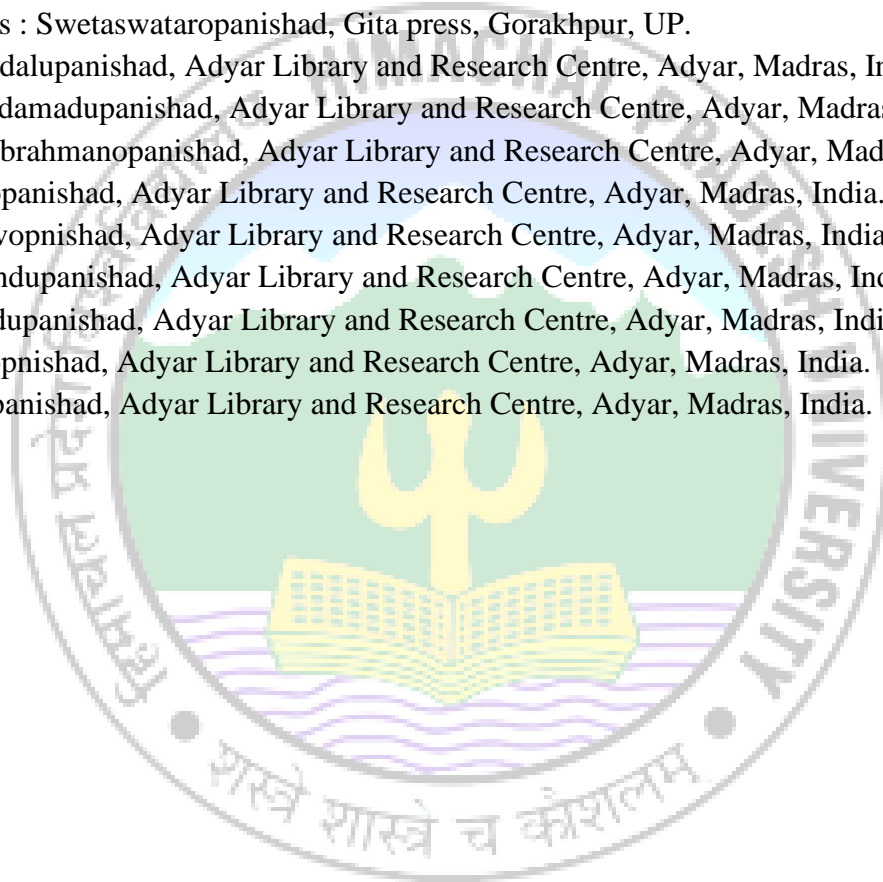 s : Swetaswataropanishad, Gita press, Gorakhpur, UP.
dalupanishad, Adyar Library and Research Centre, Adyar, Madras, In
damadupanishad, Adyar Library and Research Centre, Adyar, Madras
brahmanopanishad, Adyar Library and Research Centre, Adyar, Mad
panishad, Adyar Library and Research Centre, Adyar, Madras, India.
vopnishad, Adyar Library and Research Centre, Adyar, Madras, India
ndupanishad, Adyar Library and Research Centre, Adyar, Madras, Ind
dupanishad, Adyar Library and Research Centre, Adyar, Madras, Indi
pnishad, Adyar Library and Research Centre, Adyar, Madras, India.
panishad, Adyar Library and Research Centre, Adyar, Madras, India.
HIMACHAL PRADESH UNIVERSITY
शास्त्रे शास्त्रे च कौशलम्